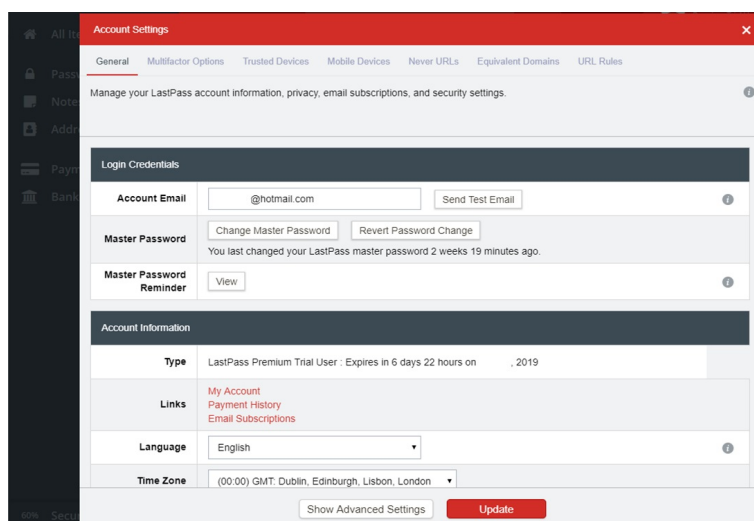 Account Settings
×
General Multifactor Options Trusted Devices Mobile Devices Never URLs Equivalent Domains URL Rules
Manage your LastPass account information, privacy, email subscriptions, and security settings.
Login Credentials
Account Email @hotmail.com Send Test Email
Master Password Change Master Password Revert Password Change
You last changed your LastPass master password 2 weeks 19 minutes ago.
Master Password
Reminder View
Account Information
Type LastPass Premium Trial User : Expires in 6 days 22 hours on , 2019
Links My Account
Payment History
Email Subscriptions
Language English
Time Zone (00:00) GMT: Dublin, Edinburgh, Lisbon, London
Show Advanced Settings Update
All Ite
Passw
Note
Addr
Paym
Bank
60% Secur